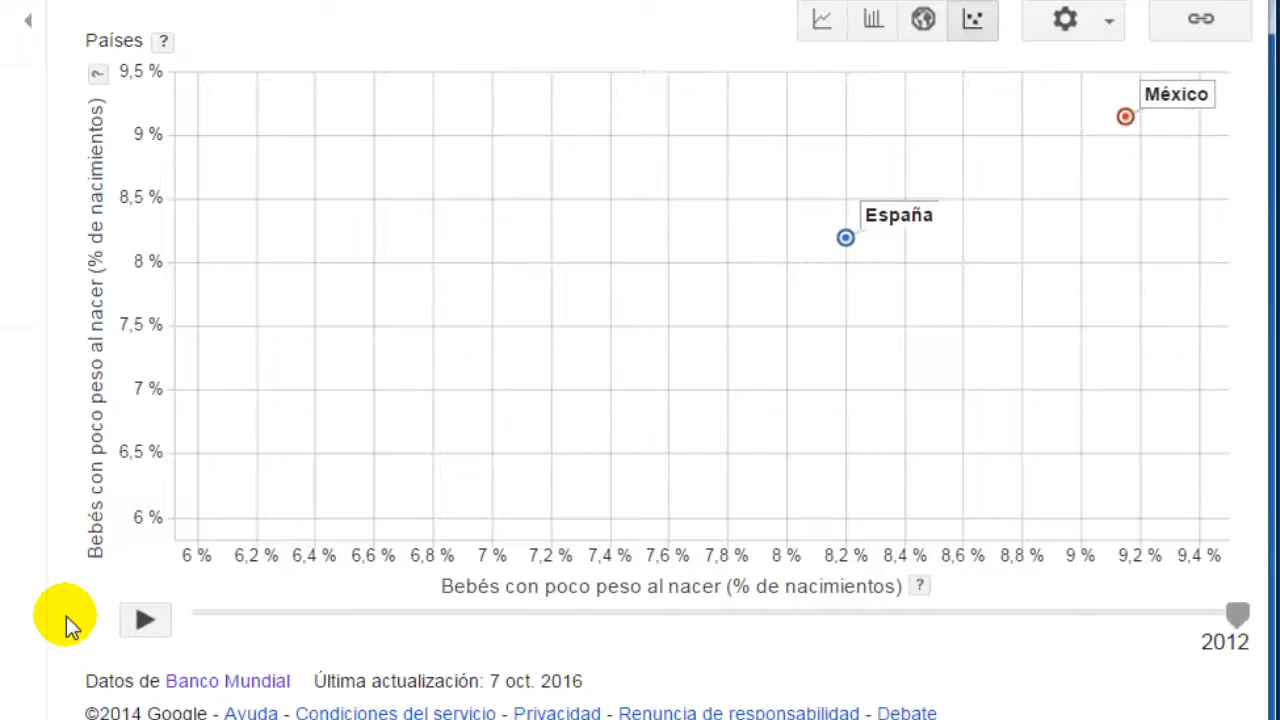 Países ?
9,5 %
México
9 %
8,5 %
España
8 %
7,5 %
7 %
6,5 %
6 %
Bebés con poco peso al nacer (% de nacimientos) ?
6 % 6,2 % 6,4 % 6,6 % 6,8 % 7 % 7,2 % 7,4 % 7,6 % 7,8 % 8 % 8,2 % 8,4 % 8,6 % 8,8 % 9 % 9,2 % 9,4 %
Bebés con poco peso al nacer (% de nacimientos) ?
2012
Datos de Banco Mundial Última actualización: 7 oct. 2016
©2014 Google - Ayuda - Condiciones del servicio - Privacidad - Renuncia de responsabilidad - Debate